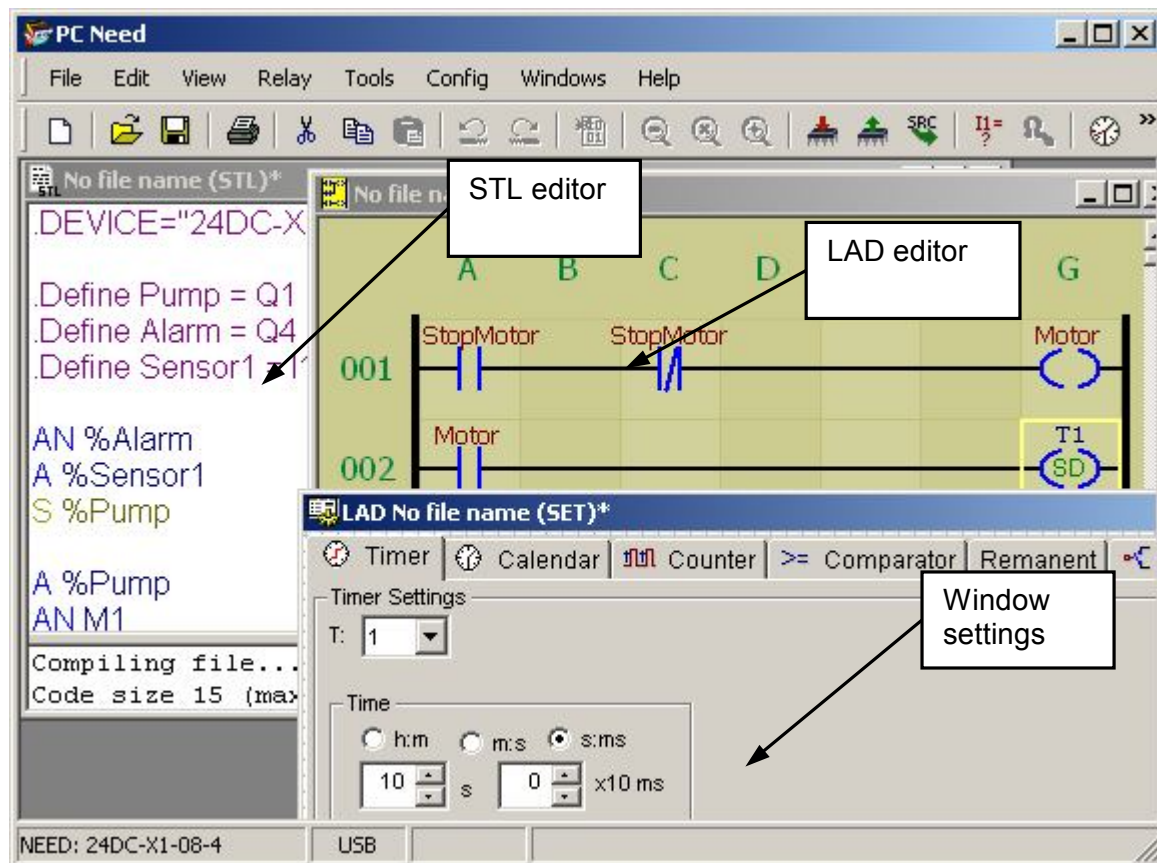 PC Need
File Edit View Relay Tools Config Windows Help
SRC I1= ? »
No file name (STL)*
STL
.DEVICE="24DC-X
.Define Pump = Q1
.Define Alarm = Q4
.Define Sensor1 =
AN %Alarm
A %Sensor1
S %Pump
A %Pump
AN M1
Compiling file...
Code size 15 (max
No file
STL editor
LAD editor
A B C D G
StopMotor StopMotor Motor
001
Motor T1
002 SD
LAD No file name (SET)*
Timer Calendar Counter >= Comparator Remanent
Timer Settings
T: 1
Window
settings
Time
h:m m:s s:ms
10 s 0 x10 ms
NEED: 24DC-X1-08-4 USB